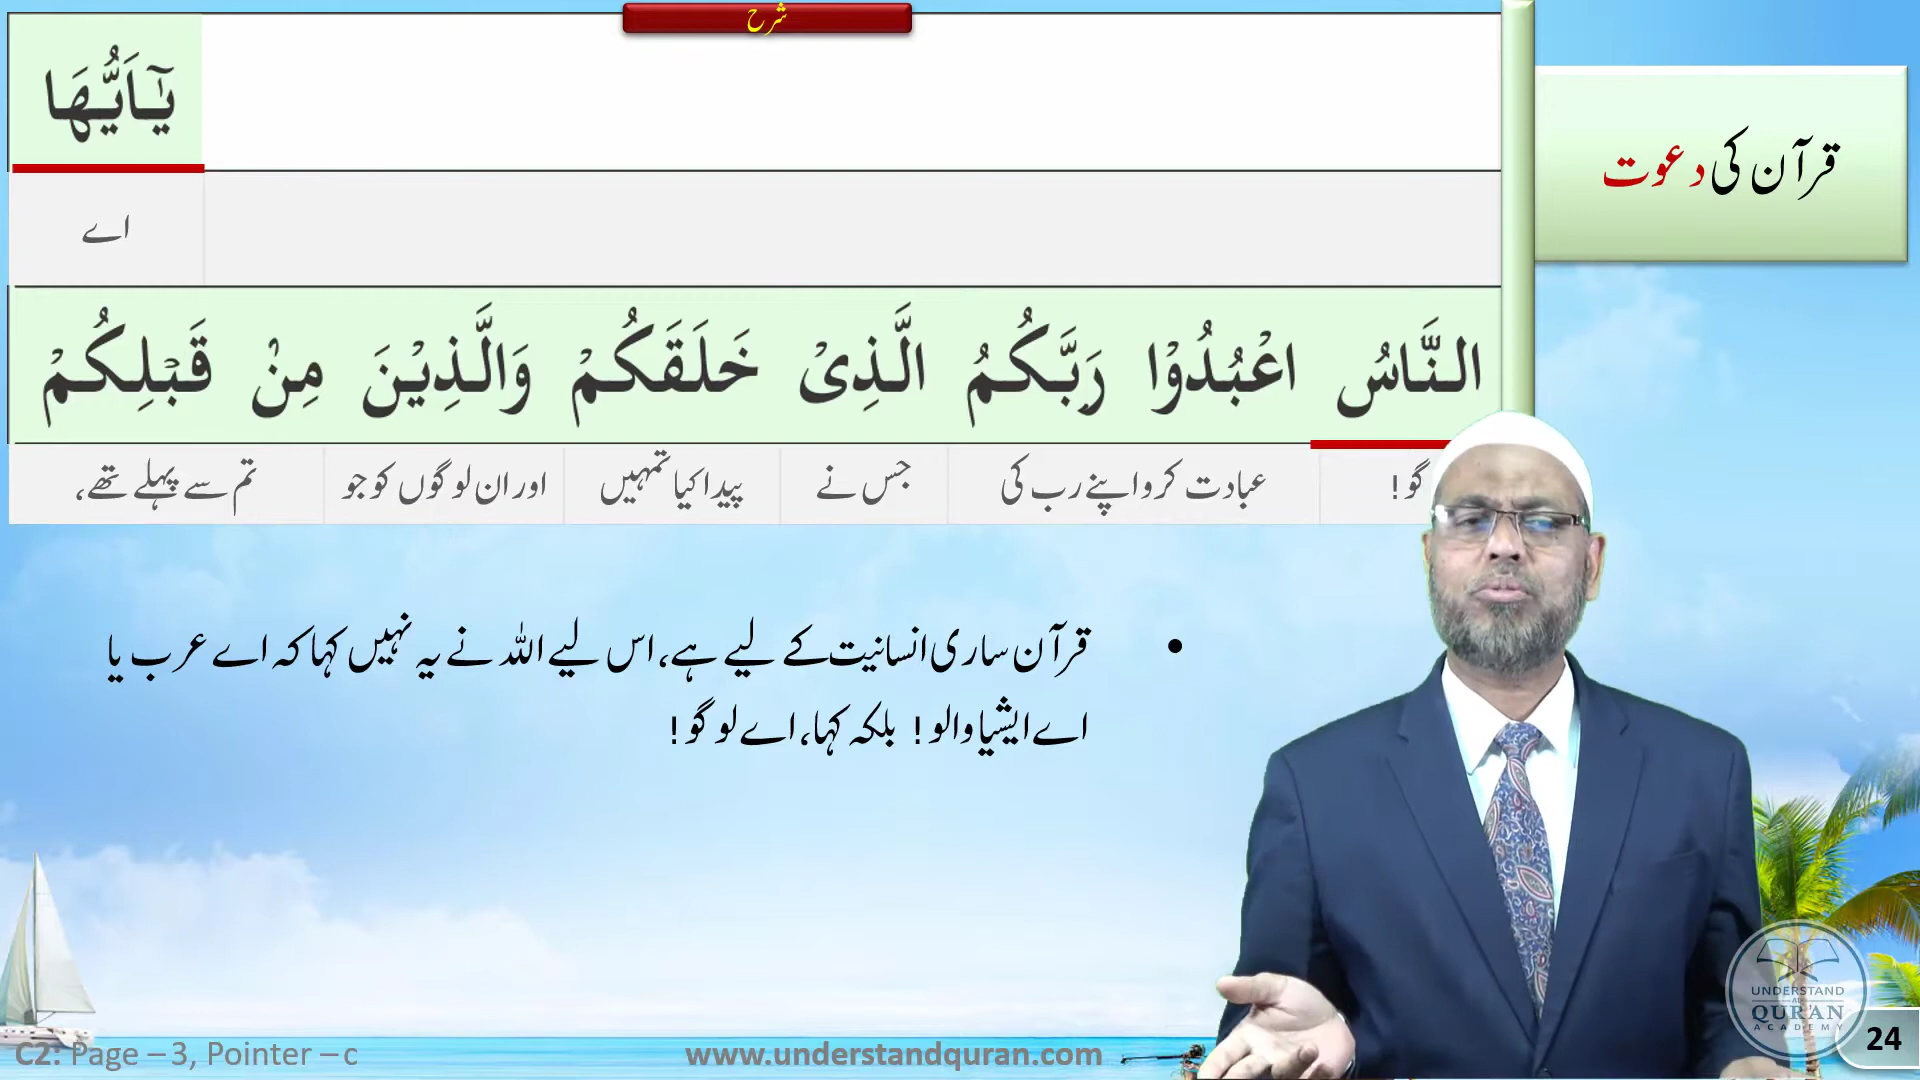 شرح
قرآن کی دعوت
يٰٓاَيُّهَا
اے
النَّاسُ اعْبُدُوْا رَبَّكُمُ الَّذِىْ خَلَقَكُمْ وَالَّذِيْنَ مِنْ قَبْلِكُمْ
گو! عبادت کرو اپنے رب کی جس نے پیدا کیا تمہیں اور ان لوگوں کو جو تم سے پہلے تھے،
• قرآن ساری انسانیت کے لیے ہے، اس لیے اللہ نے یہ نہیں کہا کہ اے عرب یا
اے ایشیا والو! بلکہ کہا، اے لوگو!
UNDERSTAND
AL-
QUR'AN
ACADEMY
C2: Page – 3, Pointer – c
www.understandquran.com
24